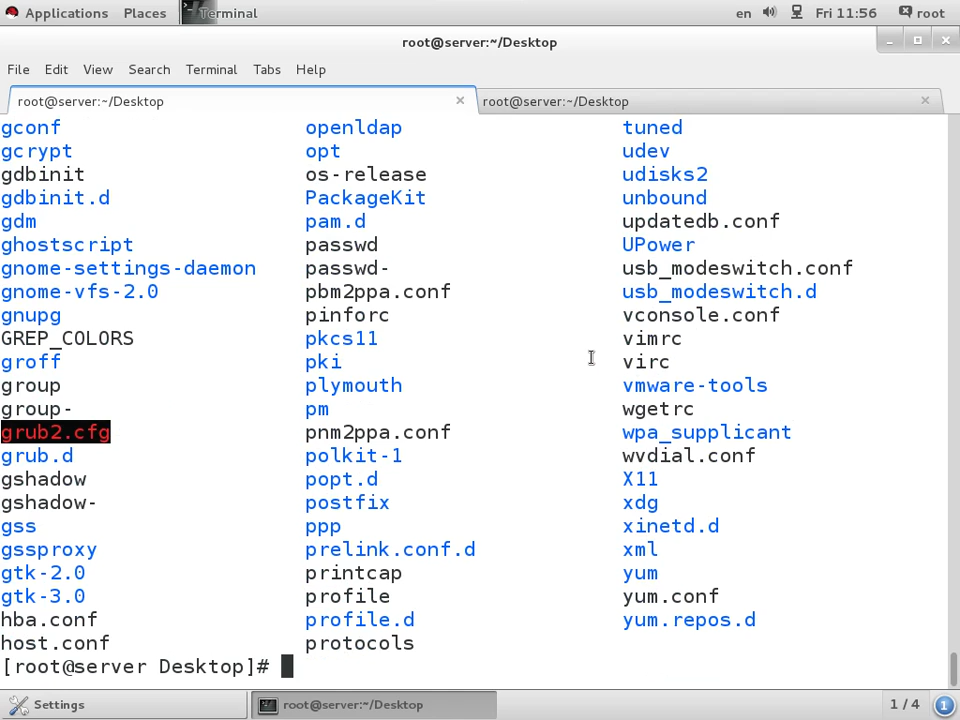 Applications Places Terminal en Fri 11:56 root
root@server:~/Desktop
File Edit View Search Terminal Tabs Help
root@server:~/Desktop root@server:~/Desktop
gconf openldap tuned
gcrypt opt udev
gdbinit os-release udisks2
gdbinit.d PackageKit unbound
gdm pam.d updatedb.conf
ghostscript passwd UPower
gnome-settings-daemon passwd- usb_modeswitch.conf
gnome-vfs-2.0 pbm2ppa.conf usb_modeswitch.d
gnupg pinforc vconsole.conf
GREP_COLORS pkcs11 vimrc
groff pki virc
group plymouth vmware-tools
group- pm wgetrc
grub2.cfg pnm2ppa.conf wpa_supplicant
grub.d polkit-1 wvdial.conf
gshadow popt.d X11
gshadow- postfix xdg
gss ppp xinetd.d
gssproxy prelink.conf.d xml
gtk-2.0 printcap yum
gtk-3.0 profile yum.conf
hba.conf profile.d yum.repos.d
host.conf protocols
[root@server Desktop]#
Settings root@server:~/Desktop 1 / 4 1